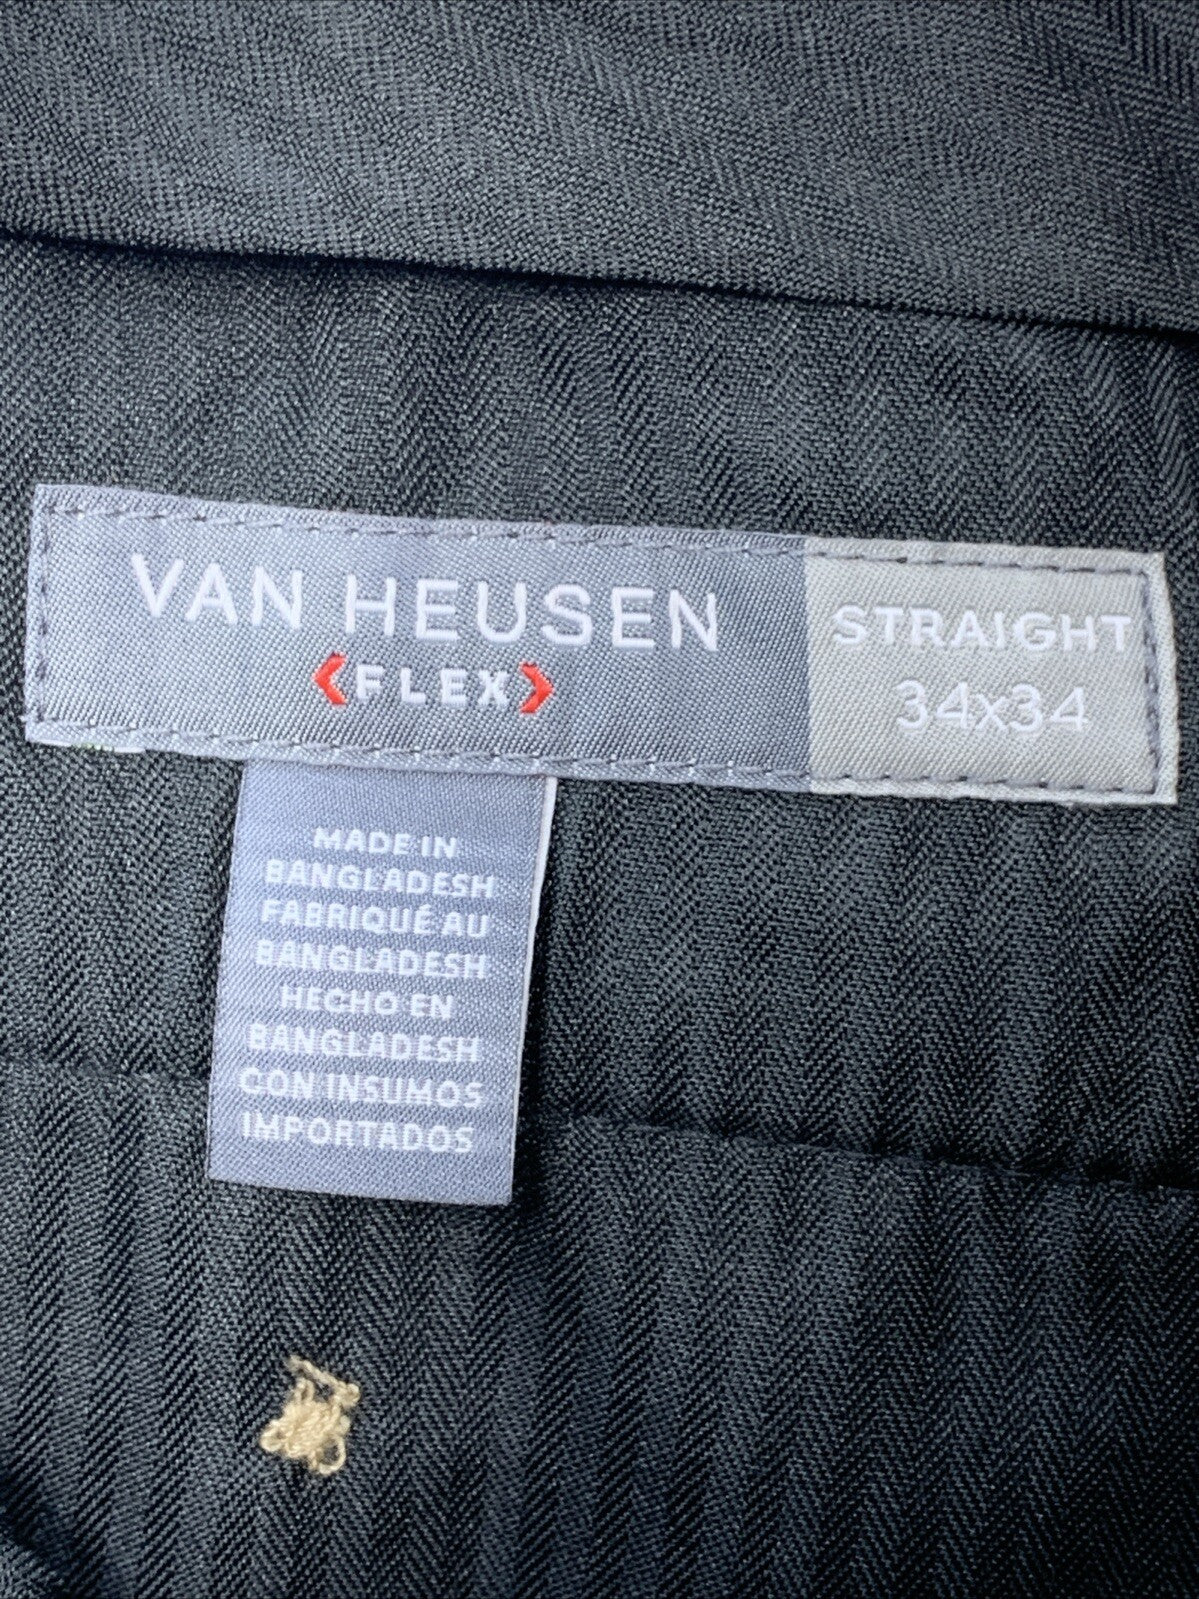 VAN HEUSEN
<FLEX>
STRAIGHT
34x34
MADE IN
BANGLADESH
FABRIQUÉ AU
BANGLADESH
HECHO EN
BANGLADESH
CON INSUMOS
IMPORTADOS